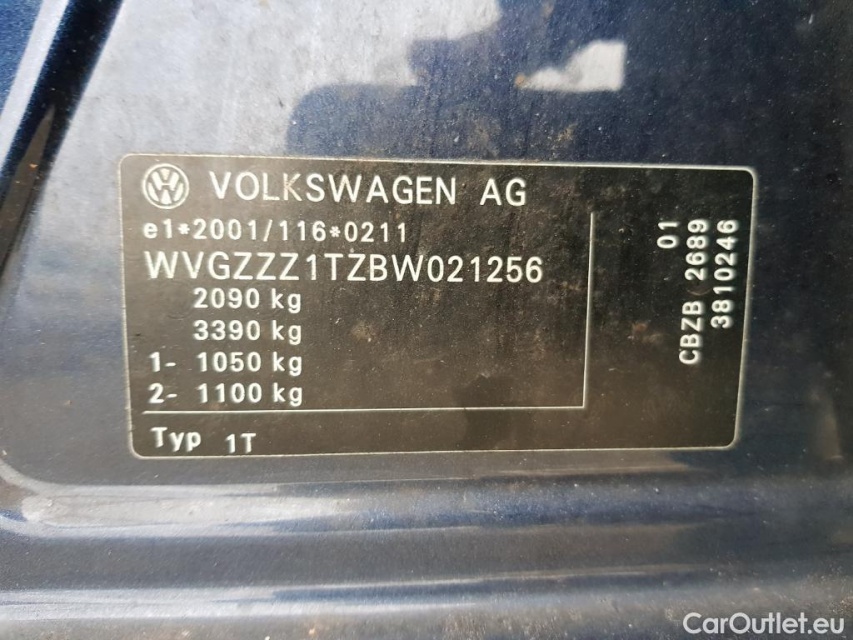 VOLKSWAGEN AG
e1*2001/116*0211
WVGZZZ1TZBW021256
2090 kg
3390 kg
1- 1050 kg
2- 1100 kg
Typ 1T
01
CBZB 2689
3810246
CarOutlet.eu